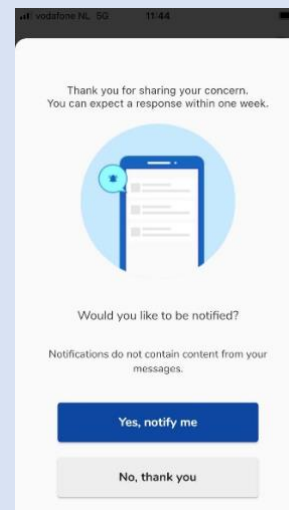 vodafone NL 5G 11:44
Thank you for sharing your concern.
You can expect a response within one week.
Would you like to be notified?
Notifications do not contain content from your
messages.
Yes, notify me
No, thank you